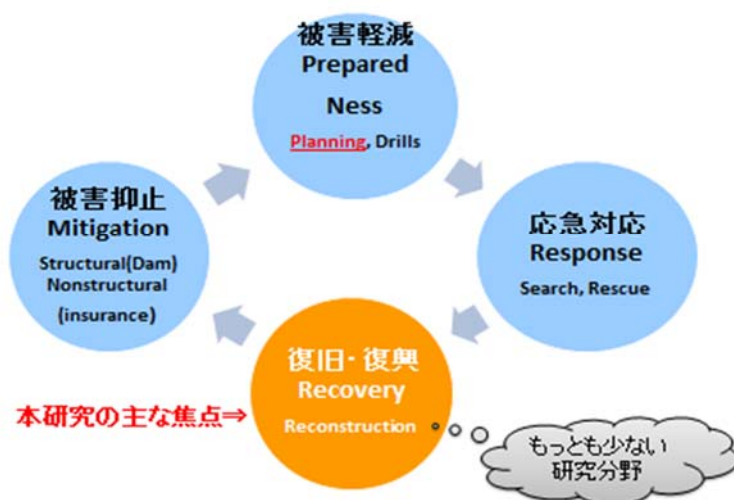 被害軽減
Prepared
Ness
Planning, Drills
被害抑止
Mitigation
Structural(Dam)
Nonstructural
(insurance)
応急対応
Response
Search, Rescue
復旧・復興
Recovery
Reconstruction
本研究の主な焦点⇒
もっとも少ない
研究分野